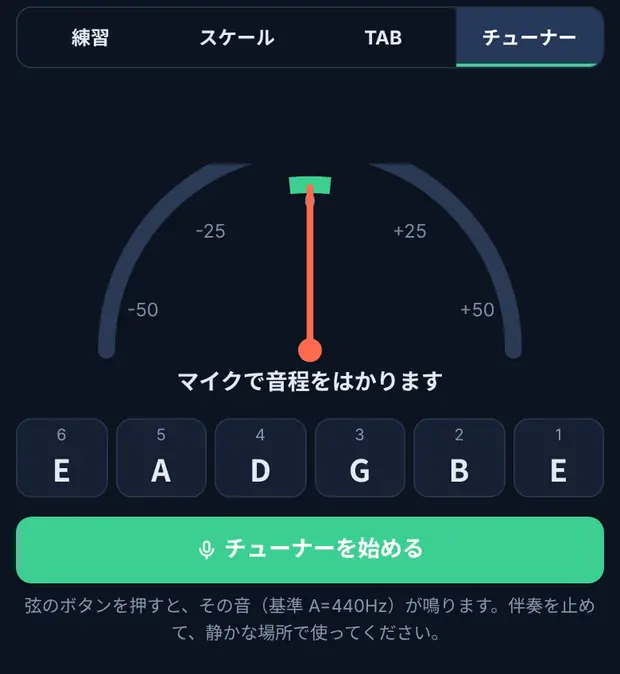 練習 スケール TAB チューナー
-25 +25
-50 +50
マイクで音程をはかります
6 5 4 3 2 1
E A D G B E
チューナーを始める
弦のボタンを押すと、その音（基準 A=440Hz）が鳴ります。伴奏を止め
て、静かな場所で使ってください。